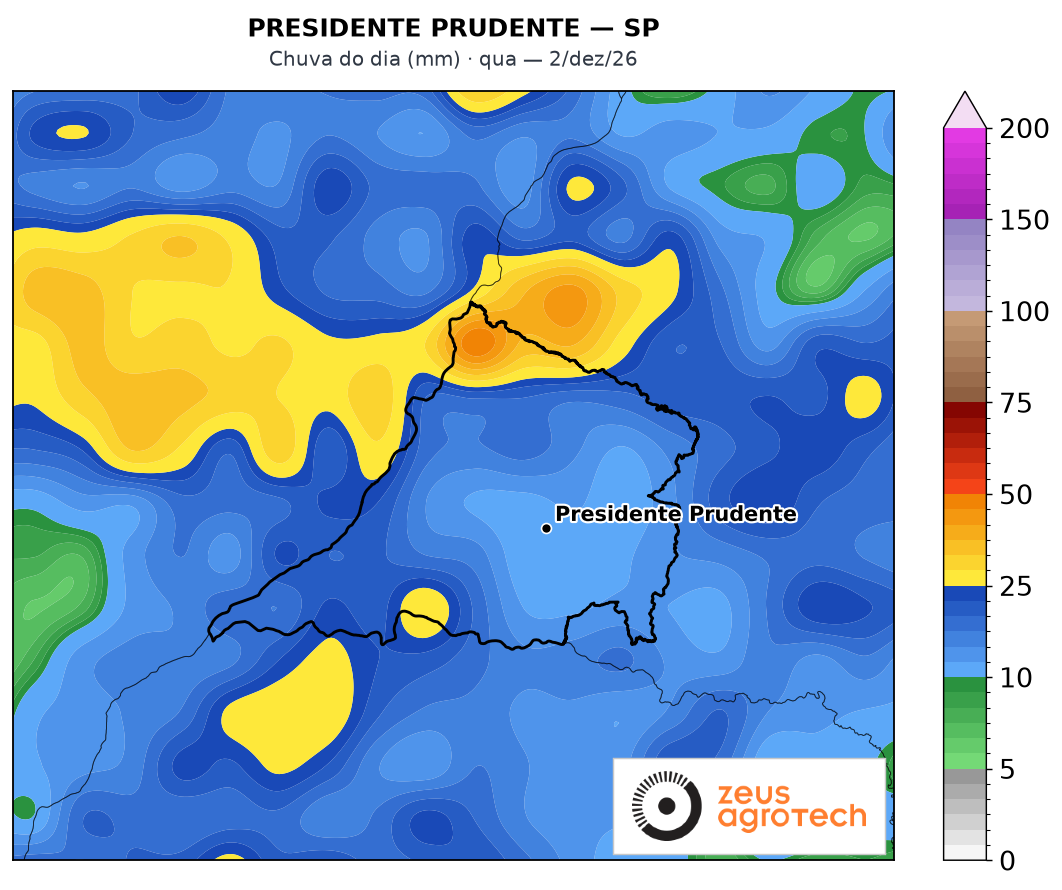 PRESIDENTE PRUDENTE — SP
Chuva do dia (mm) · qua — 2/dez/26
200
150
100
75
50
25
10
5
0
Presidente Prudente
zeus
agrotech